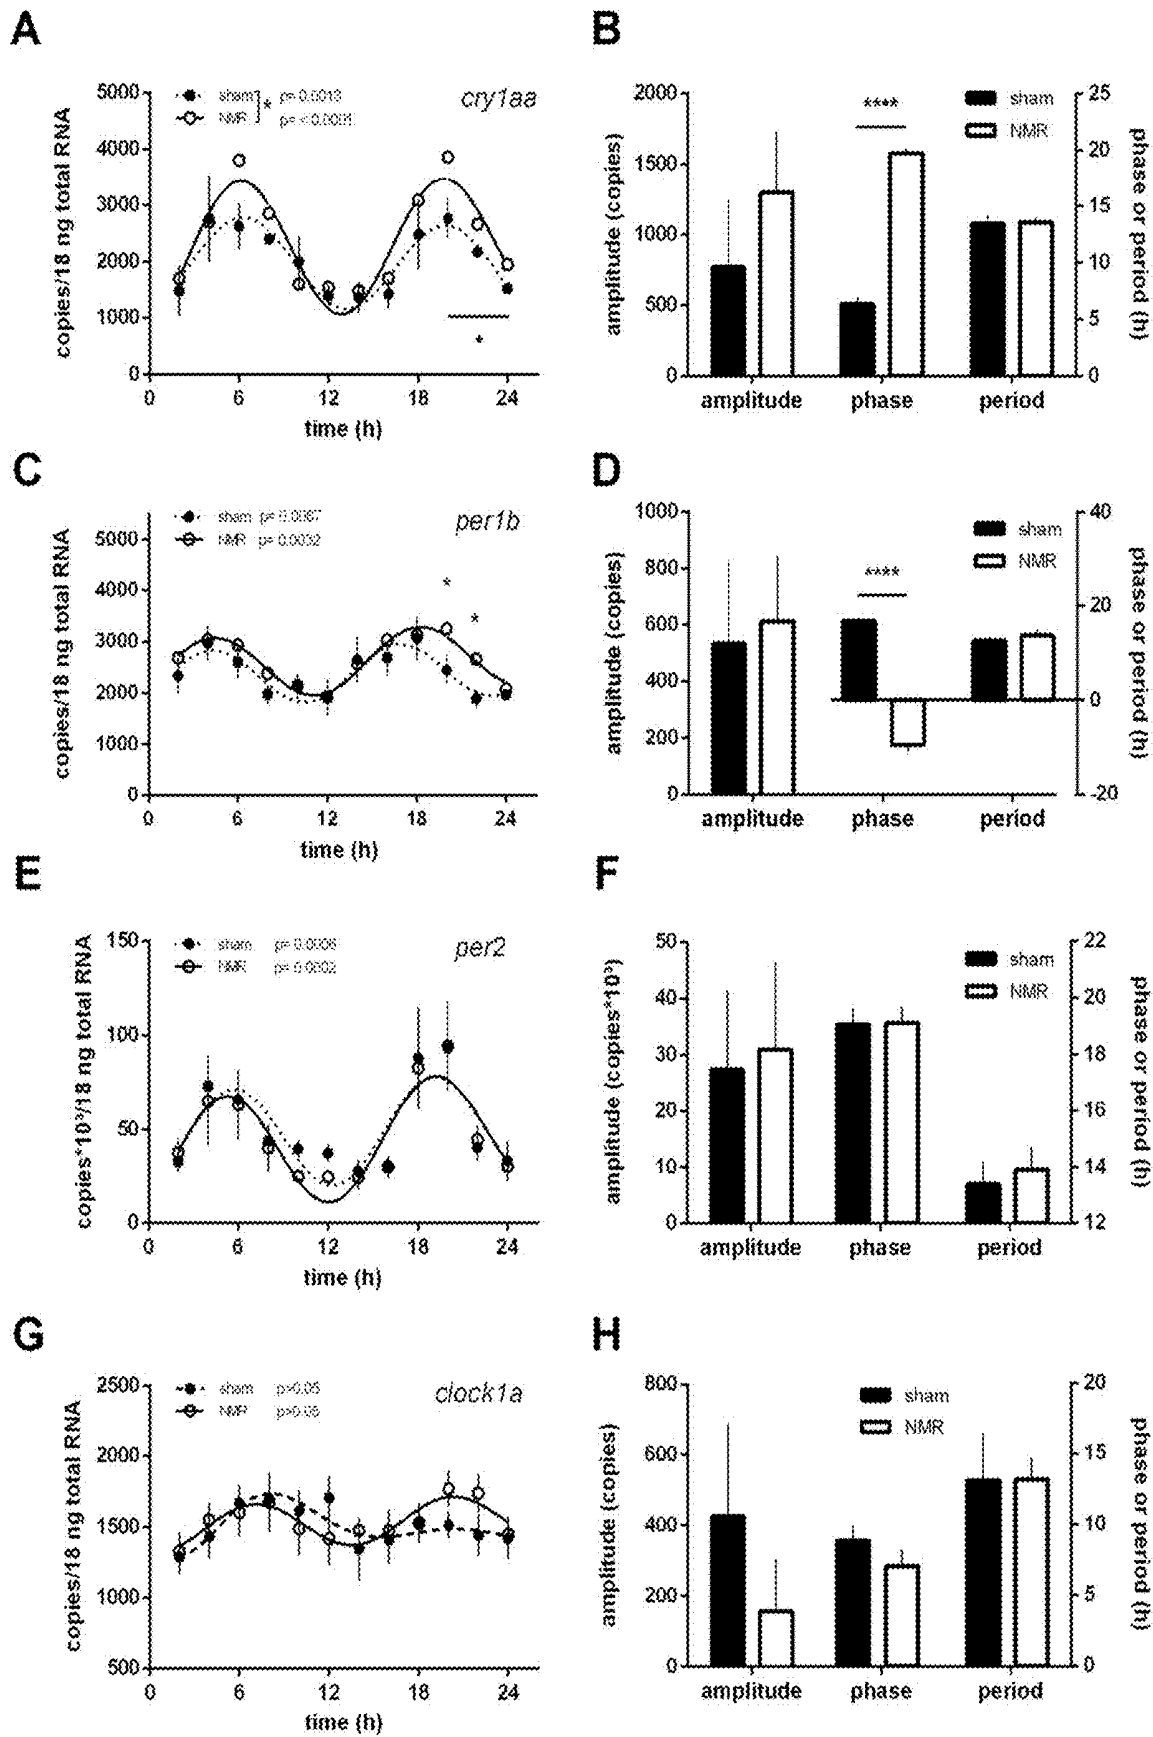 A
sham p= 0.0013
NMR p= < 0.0001
*
cry1aa
copies/18 ng total RNA
5000
4000
3000
2000
1000
0
*
0 6 12 18 24
time (h)
B
****
sham
NMR
amplitude (copies)
2000
1500
1000
500
0
phase or period (h)
25
20
15
10
5
0
amplitude phase period
C
sham p= 0.0067
NMR p= 0.0032
per1b
copies/18 ng total RNA
5000
4000
3000
2000
1000
0
*
*
0 6 12 18 24
time (h)
D
****
sham
NMR
amplitude (copies)
1000
800
600
400
200
0
phase or period (h)
40
20
0
-20
amplitude phase period
E
sham p= 0.0006
NMR p= 0.0002
per2
copies*10³/18 ng total RNA
150
100
50
0
0 6 12 18 24
time (h)
F
sham
NMR
amplitude (copies*10³)
50
40
30
20
10
0
phase or period (h)
22
20
18
16
14
12
amplitude phase period
G
sham p>0.05
NMR p>0.05
clock1a
copies/18 ng total RNA
2500
2000
1500
1000
500
0 6 12 18 24
time (h)
H
sham
NMR
amplitude (copies)
800
600
400
200
0
phase or period (h)
20
15
10
5
0
amplitude phase period